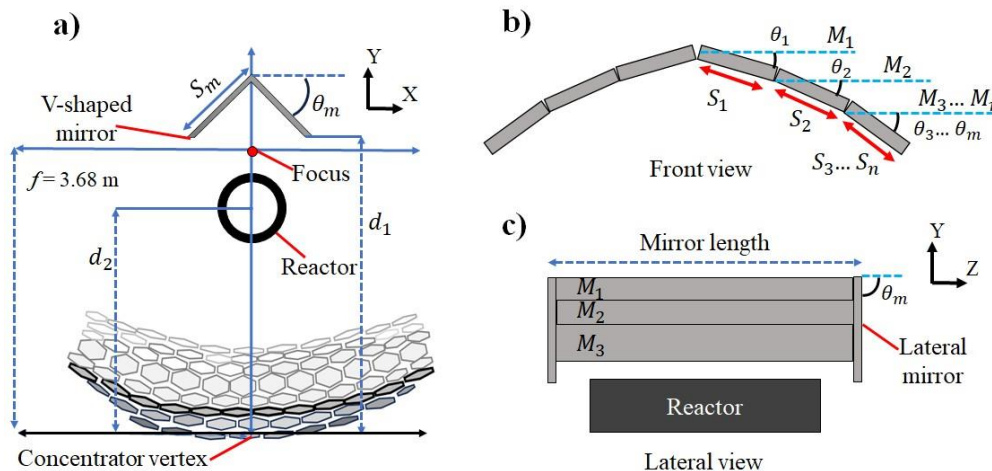 a)
Y
X
S_m
θ_m
V-shaped
mirror
f = 3.68 m
Focus
d_1
d_2
Reactor
Concentrator vertex
b)
θ_1
M_1
θ_2
M_2
M_3... M_n
θ_3... θ_m
S_1
S_2
S_3... S_n
Front view
c)
Mirror length
Y
Z
θ_m
M_1
M_2
M_3
Lateral
mirror
Reactor
Lateral view